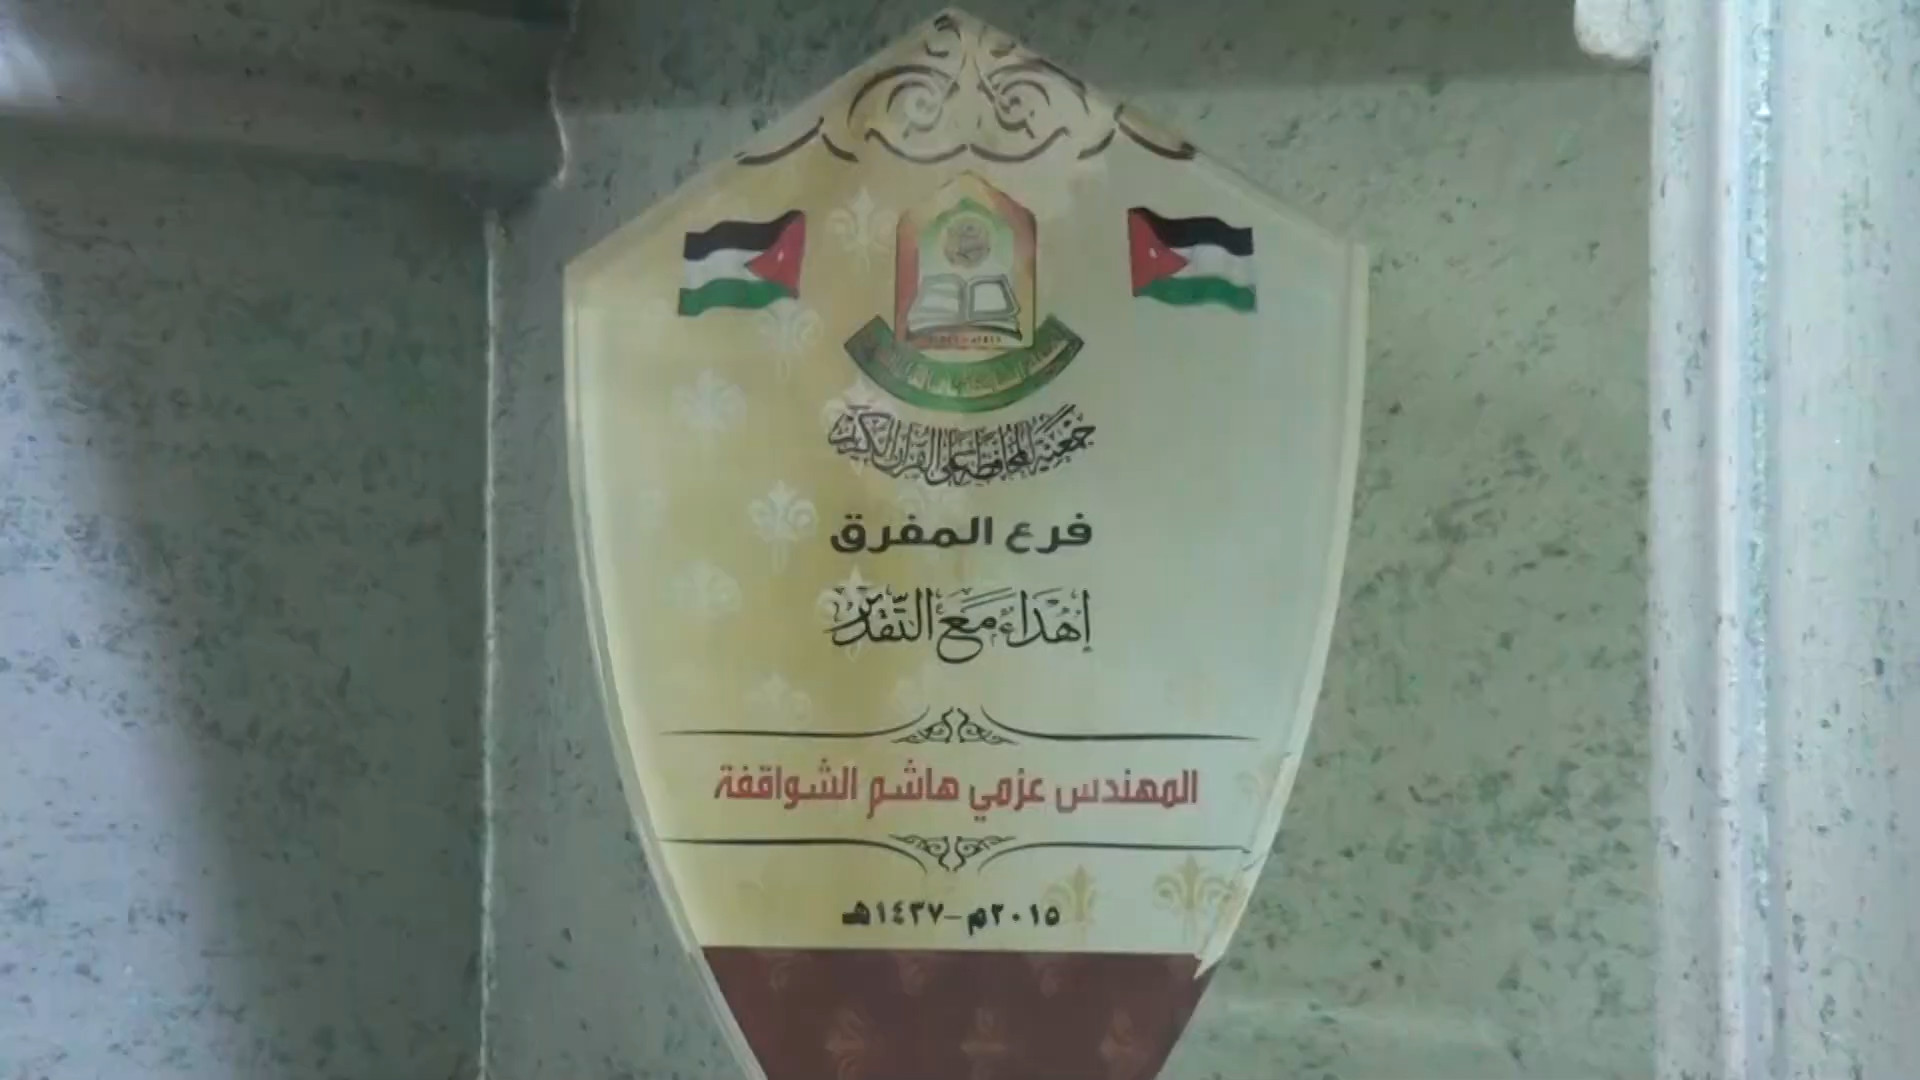 جمعية المحافظة على القرآن الكريم
فرع المفرق
إهداء مع التقدير
المهندس عزمي هاشم الشواقفة
٢٠١٥م-١٤٣٧هـ